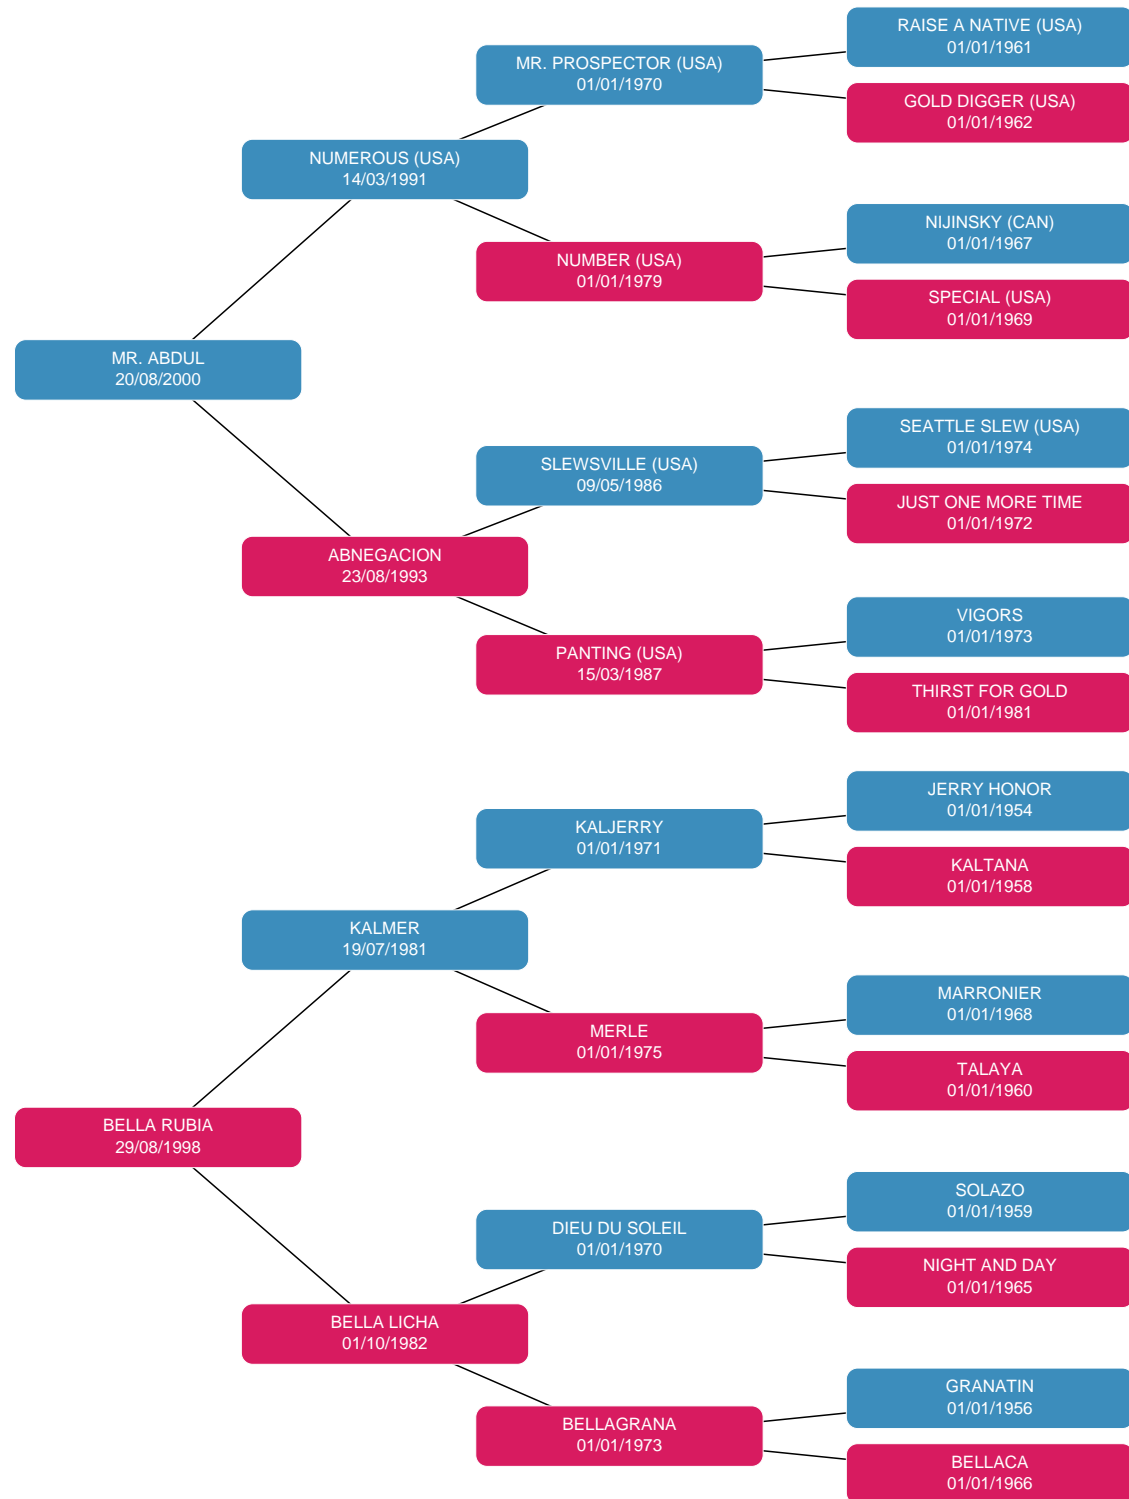 RAISE A NATIVE (USA)
01/01/1961
MR. PROSPECTOR (USA)
01/01/1970
GOLD DIGGER (USA)
01/01/1962
NUMEROUS (USA)
14/03/1991
NIJINSKY (CAN)
01/01/1967
NUMBER (USA)
01/01/1979
SPECIAL (USA)
01/01/1969
MR. ABDUL
20/08/2000
SEATTLE SLEW (USA)
01/01/1974
SLEWSVILLE (USA)
09/05/1986
JUST ONE MORE TIME
01/01/1972
ABNEGACION
23/08/1993
VIGORS
01/01/1973
PANTING (USA)
15/03/1987
THIRST FOR GOLD
01/01/1981
JERRY HONOR
01/01/1954
KALJERRY
01/01/1971
KALTANA
01/01/1958
KALMER
19/07/1981
MARRONIER
01/01/1968
MERLE
01/01/1975
TALAYA
01/01/1960
BELLA RUBIA
29/08/1998
SOLAZO
01/01/1959
DIEU DU SOLEIL
01/01/1970
NIGHT AND DAY
01/01/1965
BELLA LICHA
01/10/1982
GRANATIN
01/01/1956
BELLAGRANA
01/01/1973
BELLACA
01/01/1966